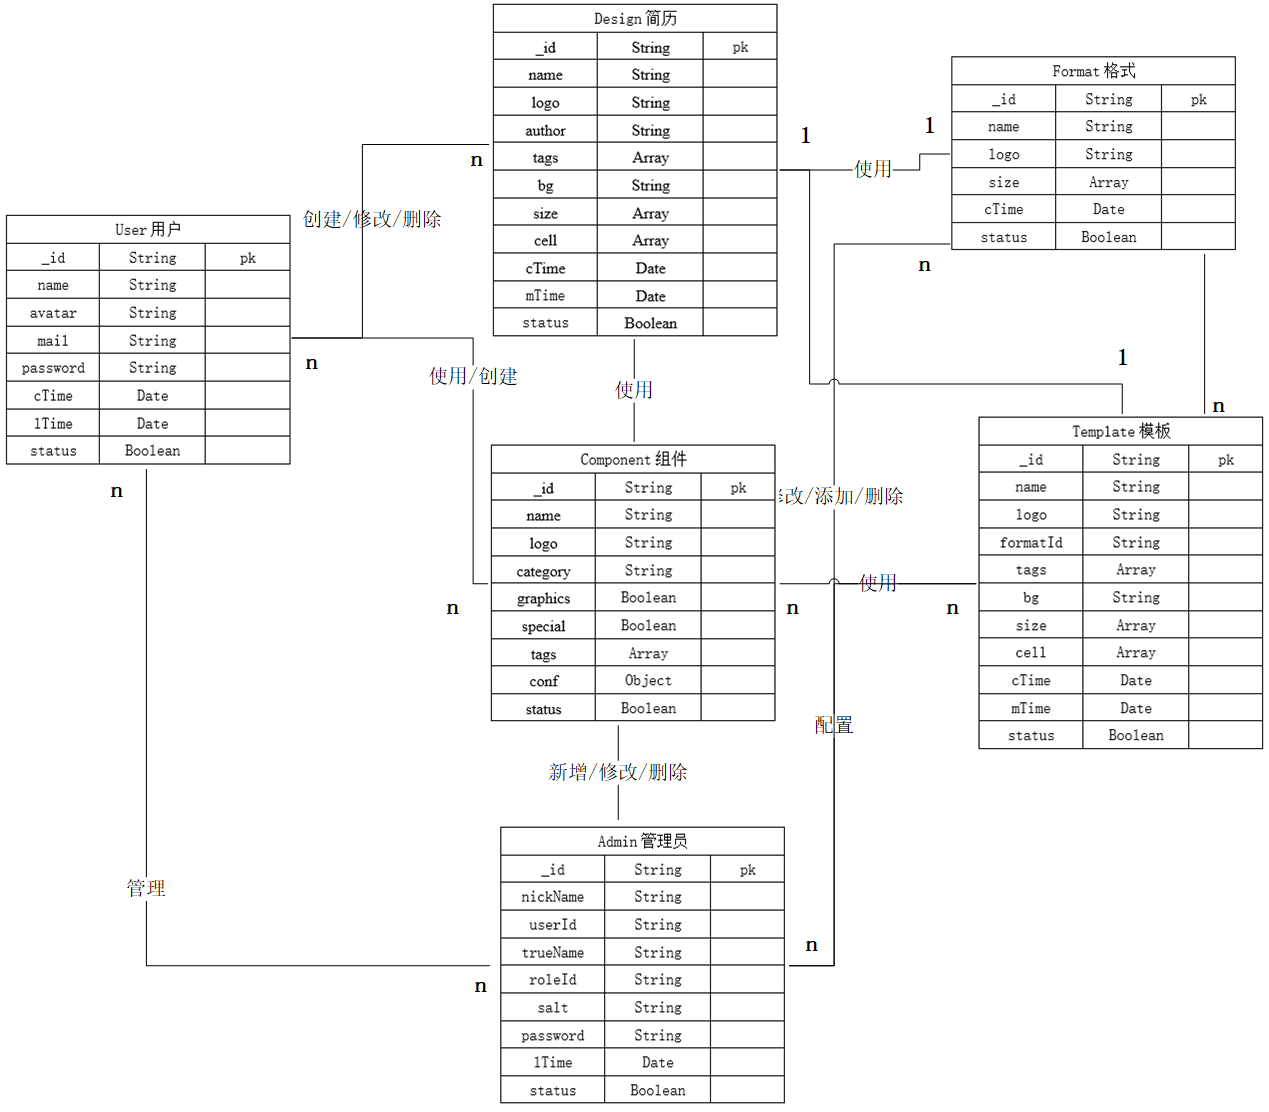 Design 简历
_id String pk
name String
logo String
author String
tags Array
bg String
size Array
cell Array
cTime Date
mTime Date
status Boolean
Format 格式
_id String pk
name String
logo String
size Array
cTime Date
status Boolean
User 用户
_id String pk
name String
avatar String
mail String
password String
cTime Date
lTime Date
status Boolean
n
创建/修改/删除
n
使用/创建
n
1
使用
1
n
1
n
使用
Component 组件
_id String pk
name String
logo String
category String
graphics Boolean
special Boolean
tags Array
conf Object
status Boolean
修改/添加/删除
n
使用
n
Template 模板
_id String pk
name String
logo String
formatId String
tags Array
bg String
size Array
cell Array
cTime Date
mTime Date
status Boolean
配置
新增/修改/删除
n
管理
n
n
Admin 管理员
_id String pk
nickName String
userId String
trueName String
roleId String
salt String
password String
lTime Date
status Boolean